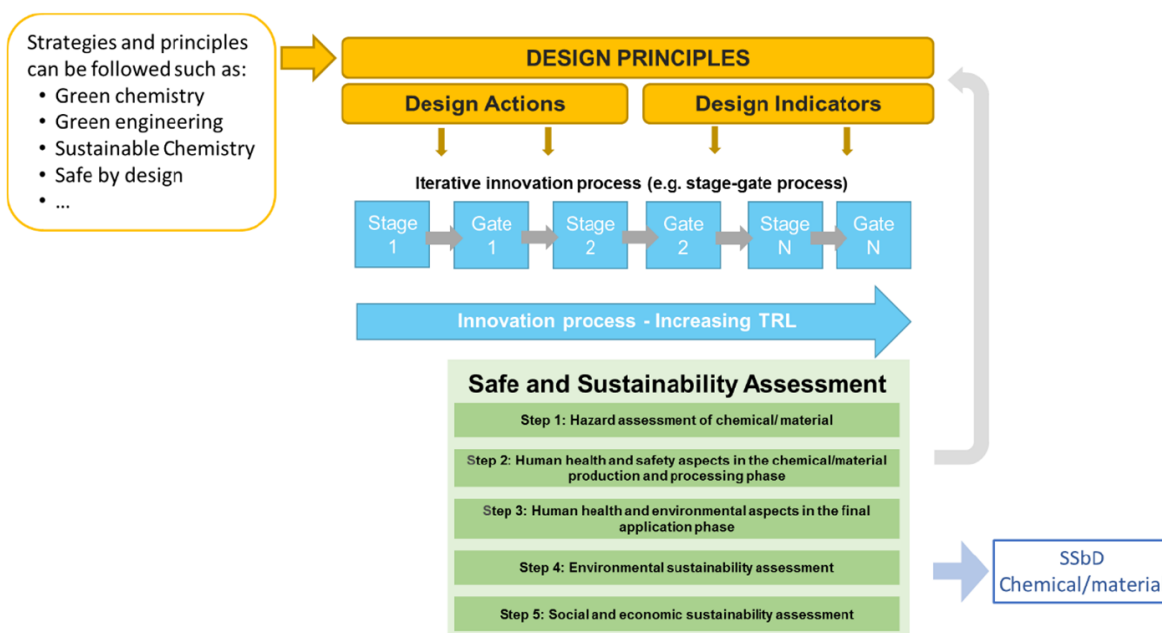 Strategies and principles
can be followed such as:
• Green chemistry
• Green engineering
• Sustainable Chemistry
• Safe by design
• ...
DESIGN PRINCIPLES
Design Actions
Design Indicators
Iterative innovation process (e.g. stage-gate process)
Stage
1
Gate
1
Stage
2
Gate
2
Stage
N
Gate
N
Innovation process - Increasing TRL
Safe and Sustainability Assessment
Step 1: Hazard assessment of chemical/ material
Step 2: Human health and safety aspects in the chemical/material
production and processing phase
Step 3: Human health and environmental aspects in the final
application phase
Step 4: Environmental sustainability assessment
Step 5: Social and economic sustainability assessment
SSbD
Chemical/material